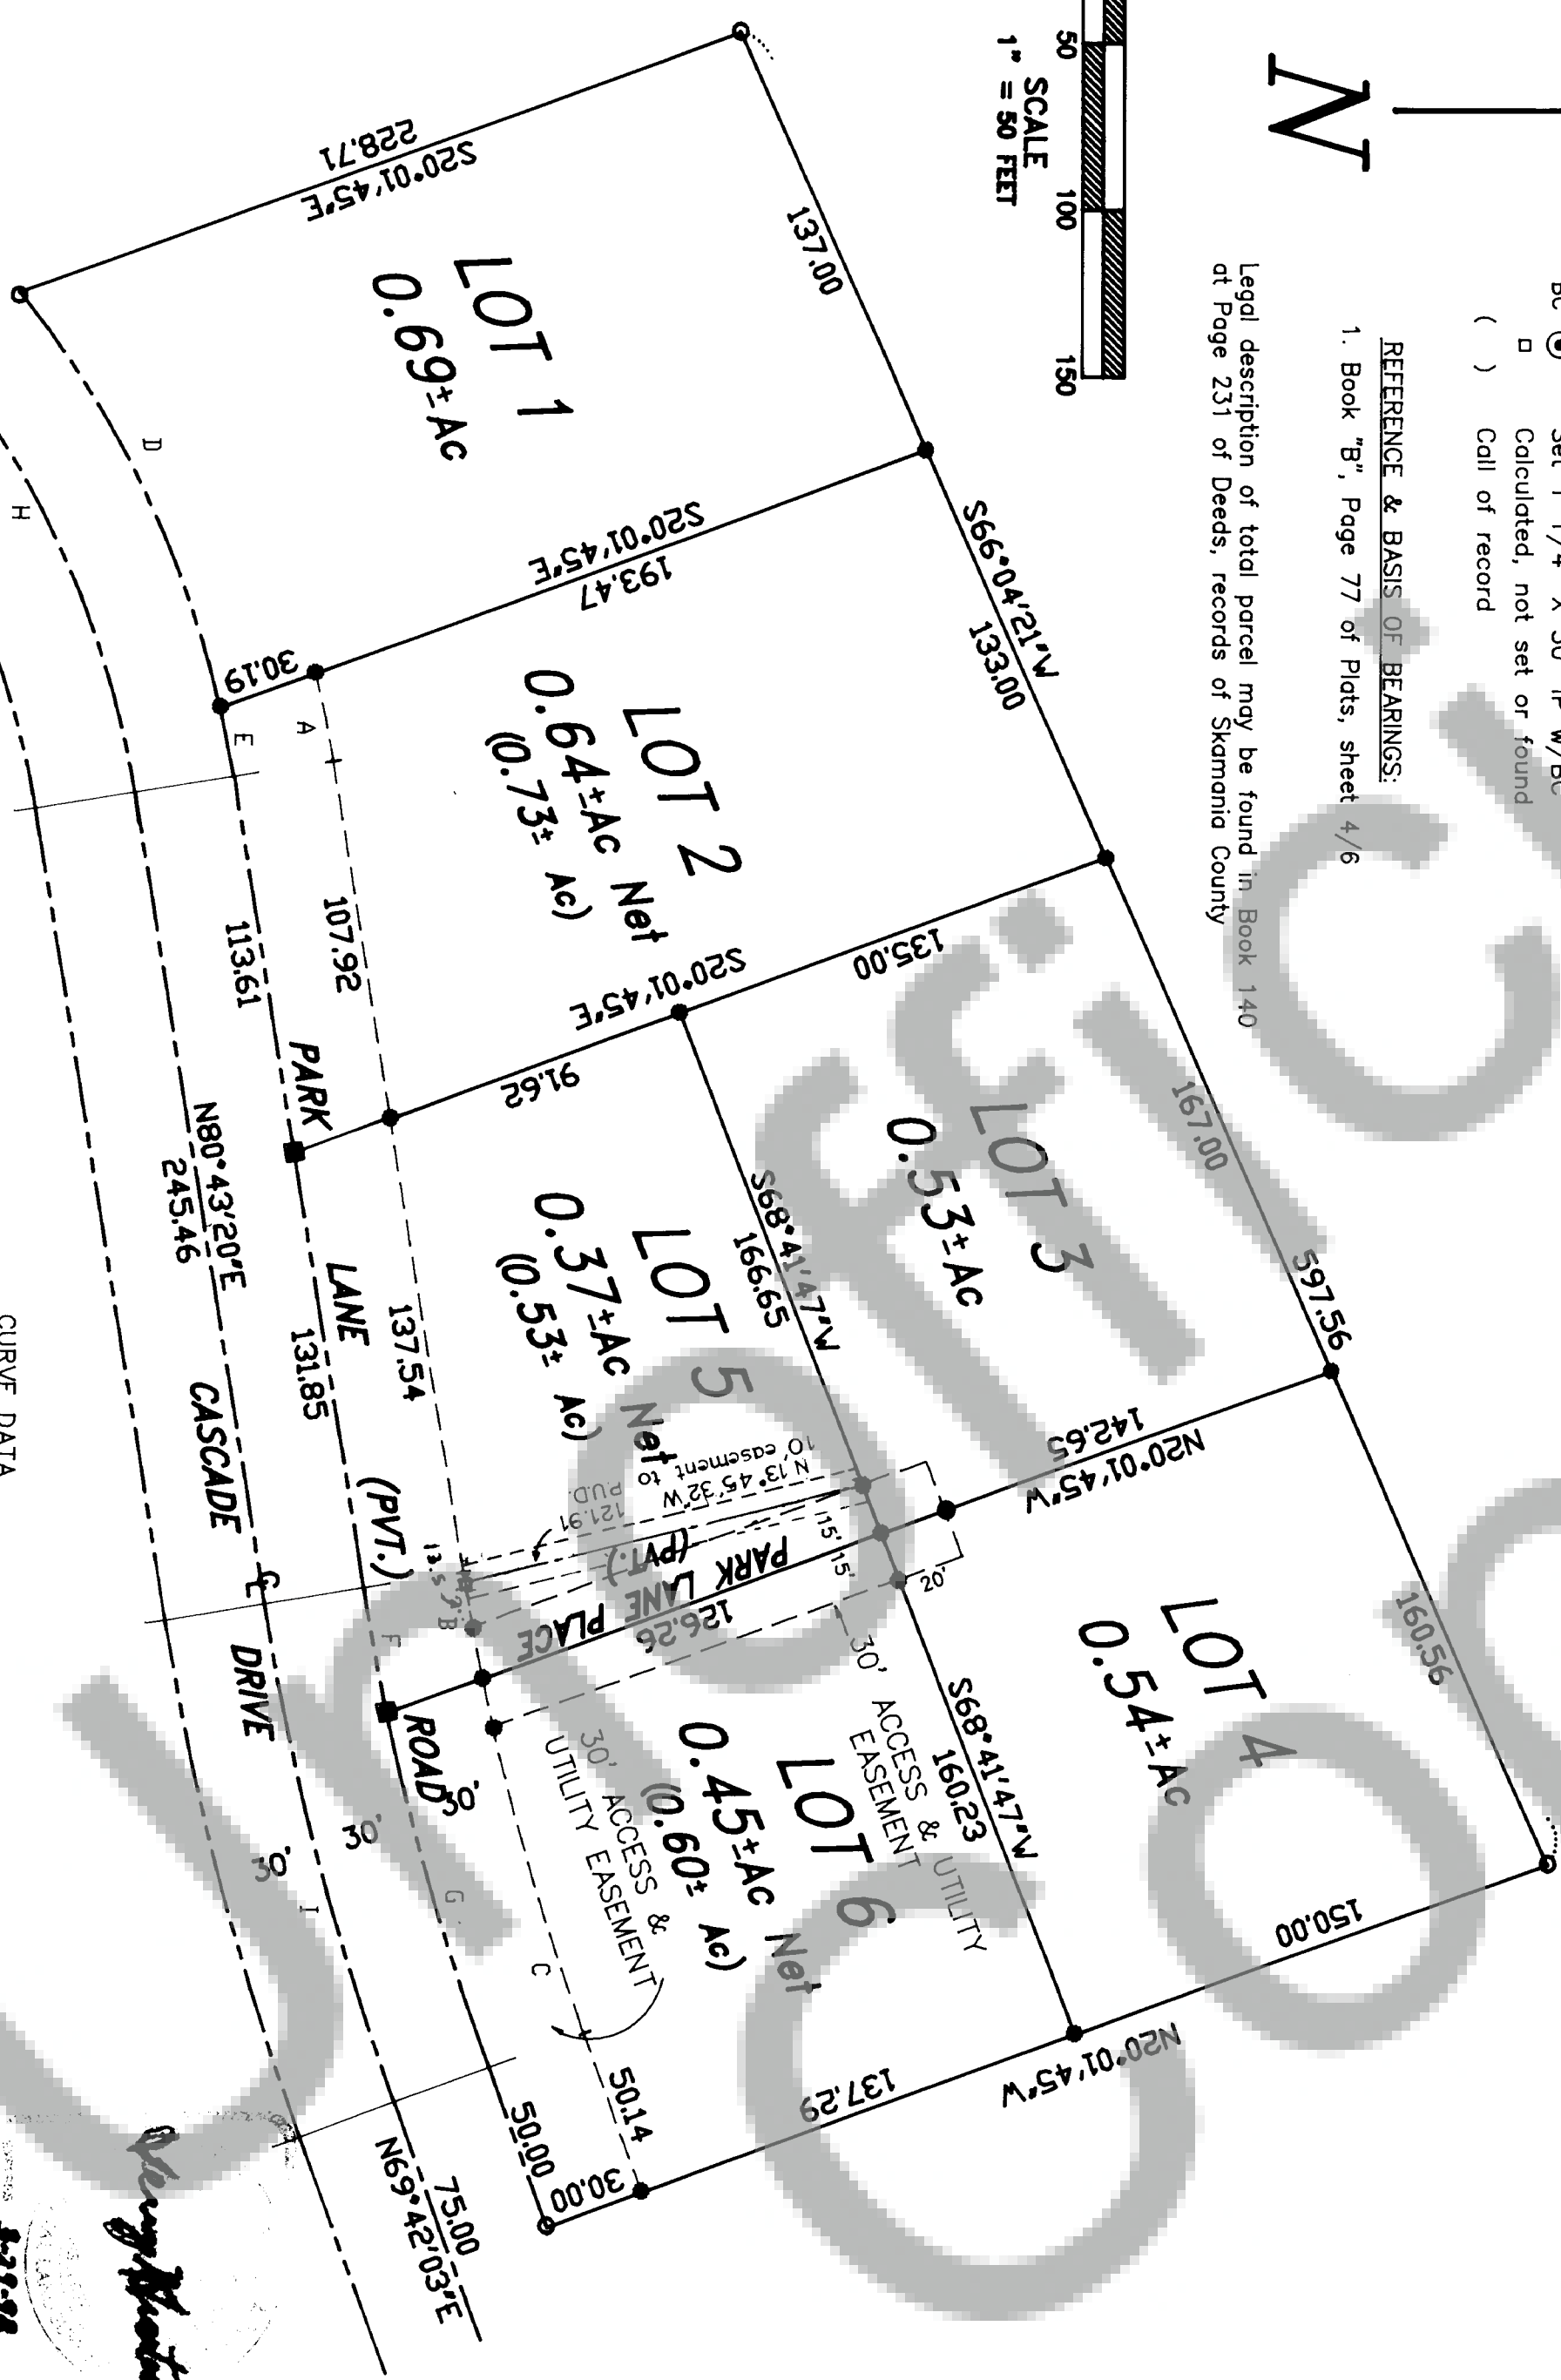 BC
Set 1 1/4" x 30" IP w/BC
Calculated, not set or found
( ) Call of record
REFERENCE & BASIS OF BEARINGS:
1. Book "B", Page 77 of Plats, sheet 4/6
Legal description of total parcel may be found in Book 140
at Page 231 of Deeds, records of Skamania County
N
50 100 150
SCALE
1" = 50 FEET
137.00
S66°04'21"W
133.00
167.00
597.56
160.56
228.71
S20°01'45"E
LOT 1
0.69± Ac
S20°01'45"E
193.47
30.19
LOT 2
0.64± Ac Net
(0.73± Ac)
135.00
S20°01'45"E
91.62
LOT 3
0.53± Ac
S68°41'47"W
166.65
142.65
N20°01'45"W
LOT 4
0.54± Ac
150.00
N20°01'45"W
S68°41'47"W
160.23
LOT 5
0.37± Ac Net
(0.53± Ac)
10' easement to P.U.D.
N 13°45'32"W
121.91
15' 15'
20'
PARK LANE PLACE
(PVT.)
126.26
30' ACCESS & UTILITY
EASEMENT
LOT 6
0.45± Ac Net
(0.60± Ac)
30' ACCESS &
UTILITY EASEMENT
137.29
30.00
50.14
50.00
A
107.92
137.54
B
C
D
E
113.61
PARK LANE (PVT.) ROAD
131.85
F
G
30'
30'
30'
H
N80°43'20"E
245.46
CASCADE DRIVE
I
75.00
N69°42'03"E
CURVE DATA
Unofficial
Co